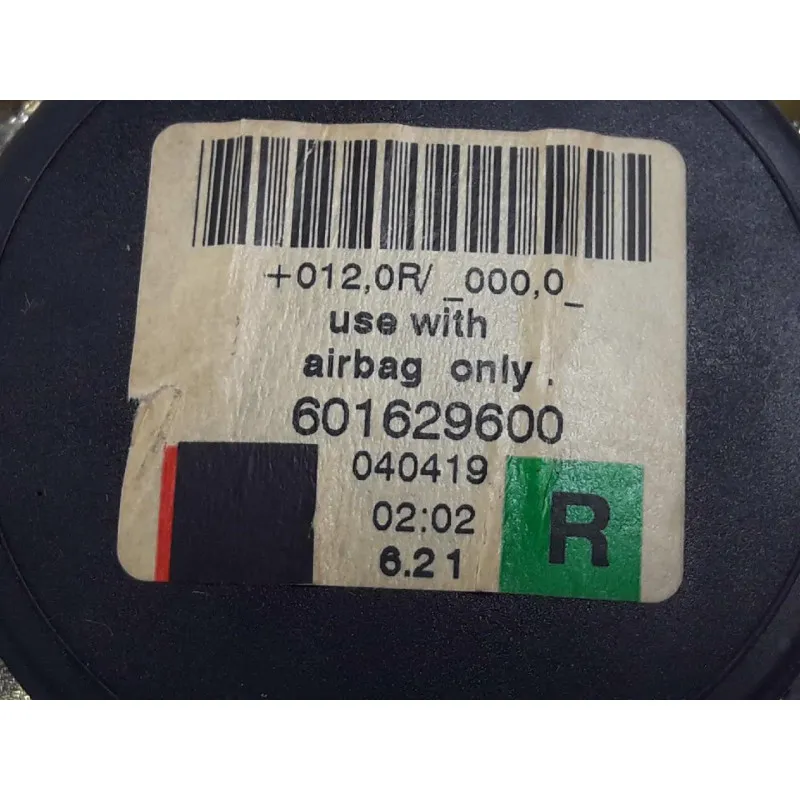 +012,0R/ _000,0_
use with
airbag only.
601629600
040419
02:02
6.21
R